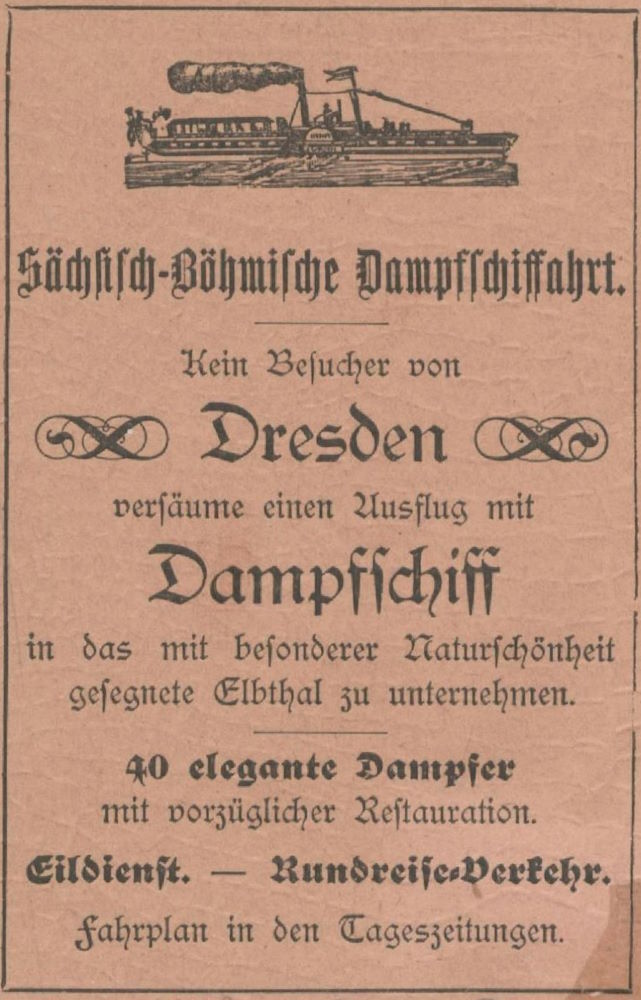 Sächsisch-Böhmische Dampfschiffahrt.
Kein Besucher von
Dresden
versäume einen Ausflug mit
Dampfschiff
in das mit besonderer Naturschönheit
gesegnete Elbthal zu unternehmen.
40 elegante Dampfer
mit vorzüglicher Restauration.
Eildienst. — Rundreise-Verkehr.
Fahrplan in den Tageszeitungen.